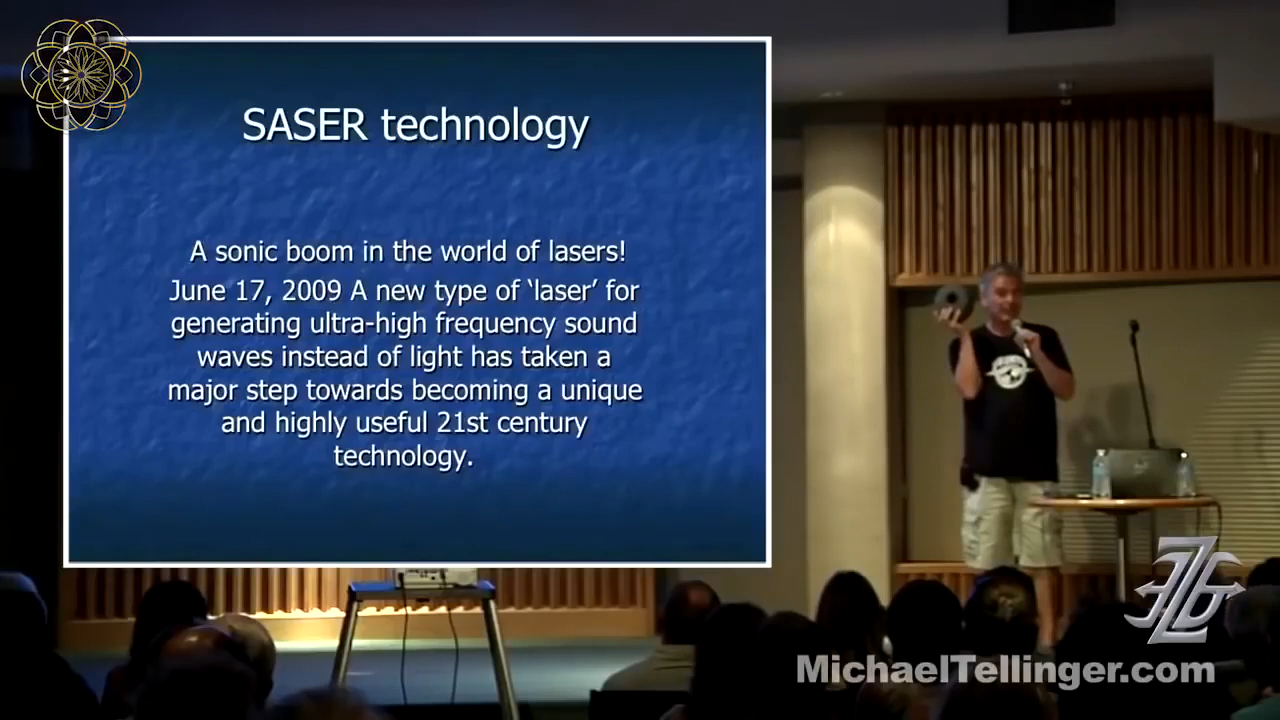 SASER technology
A sonic boom in the world of lasers!
June 17, 2009 A new type of ‘laser’ for
generating ultra-high frequency sound
waves instead of light has taken a
major step towards becoming a unique
and highly useful 21st century
technology.
MichaelTellinger.com